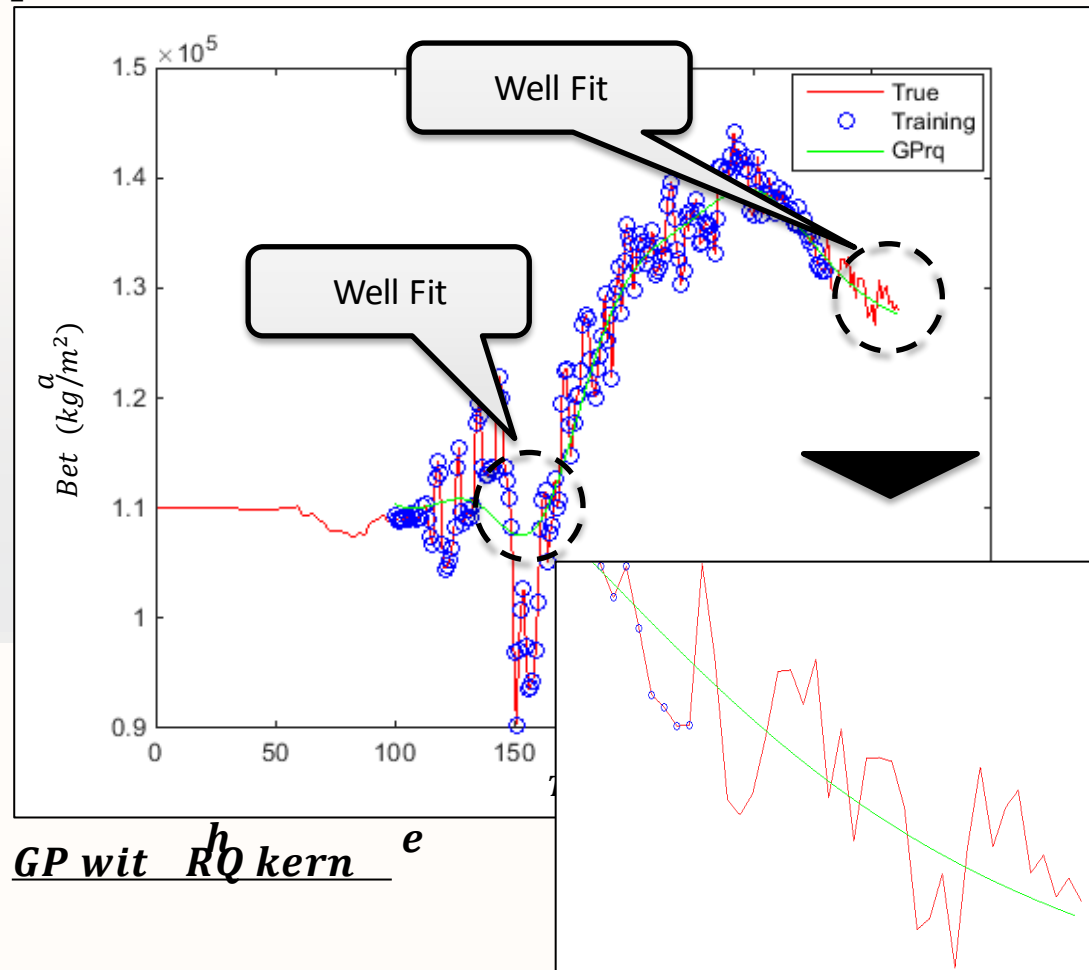 × 10⁵
1.5
1.4
1.3
1.2
1.1
1
0.9
0
50
100
150
Bet a (kg/m²)
Well Fit
Well Fit
True
Training
GPrq
T
GP wit h RQ kern e